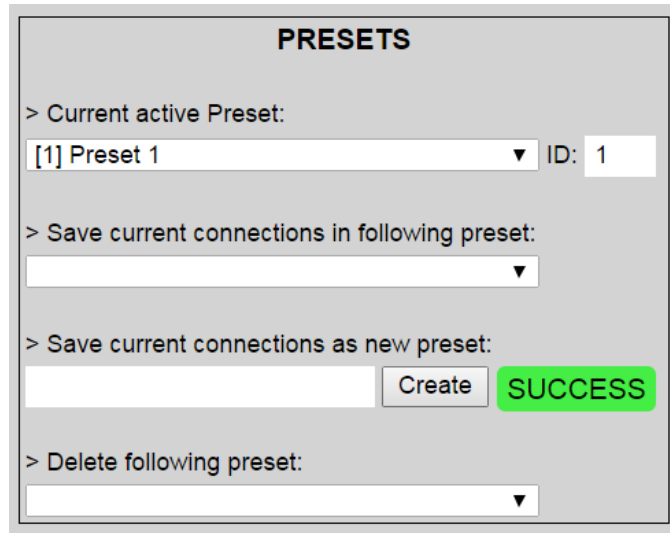 PRESETS
> Current active Preset:
[1] Preset 1 ▼ ID: 1
> Save current connections in following preset:
▼
> Save current connections as new preset:
Create SUCCESS
> Delete following preset:
▼